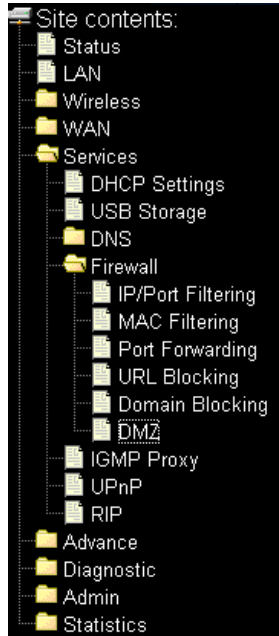 Site contents:
Status
LAN
Wireless
WAN
Services
DHCP Settings
USB Storage
DNS
Firewall
IP/Port Filtering
MAC Filtering
Port Forwarding
URL Blocking
Domain Blocking
DMZ
IGMP Proxy
UPnP
RIP
Advance
Diagnostic
Admin
Statistics